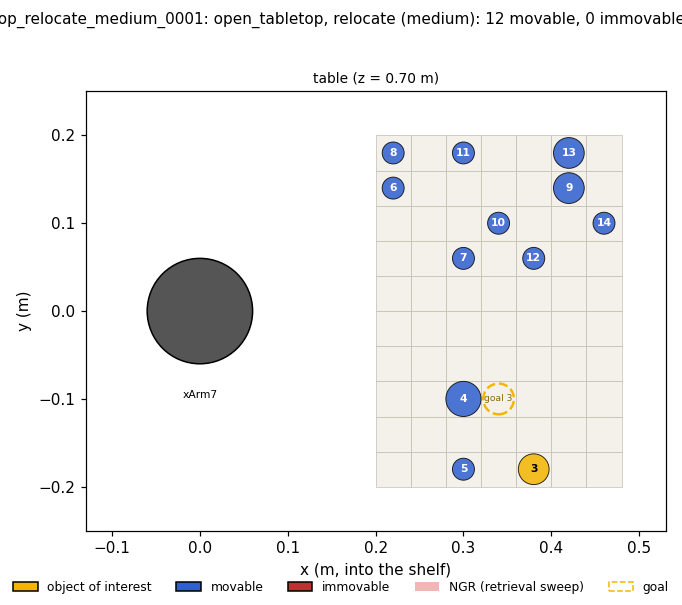 op_relocate_medium_0001: open_tabletop, relocate (medium): 12 movable, 0 immovable
table (z = 0.70 m)
0.2
8
11
13
6
9
0.1
10
14
7
12
y (m)
0.0
xArm7
−0.1
4
goal 3
5
3
−0.2
−0.1
0.0
0.1
0.2
0.3
0.4
0.5
x (m, into the shelf)
object of interest
movable
immovable
NGR (retrieval sweep)
goal